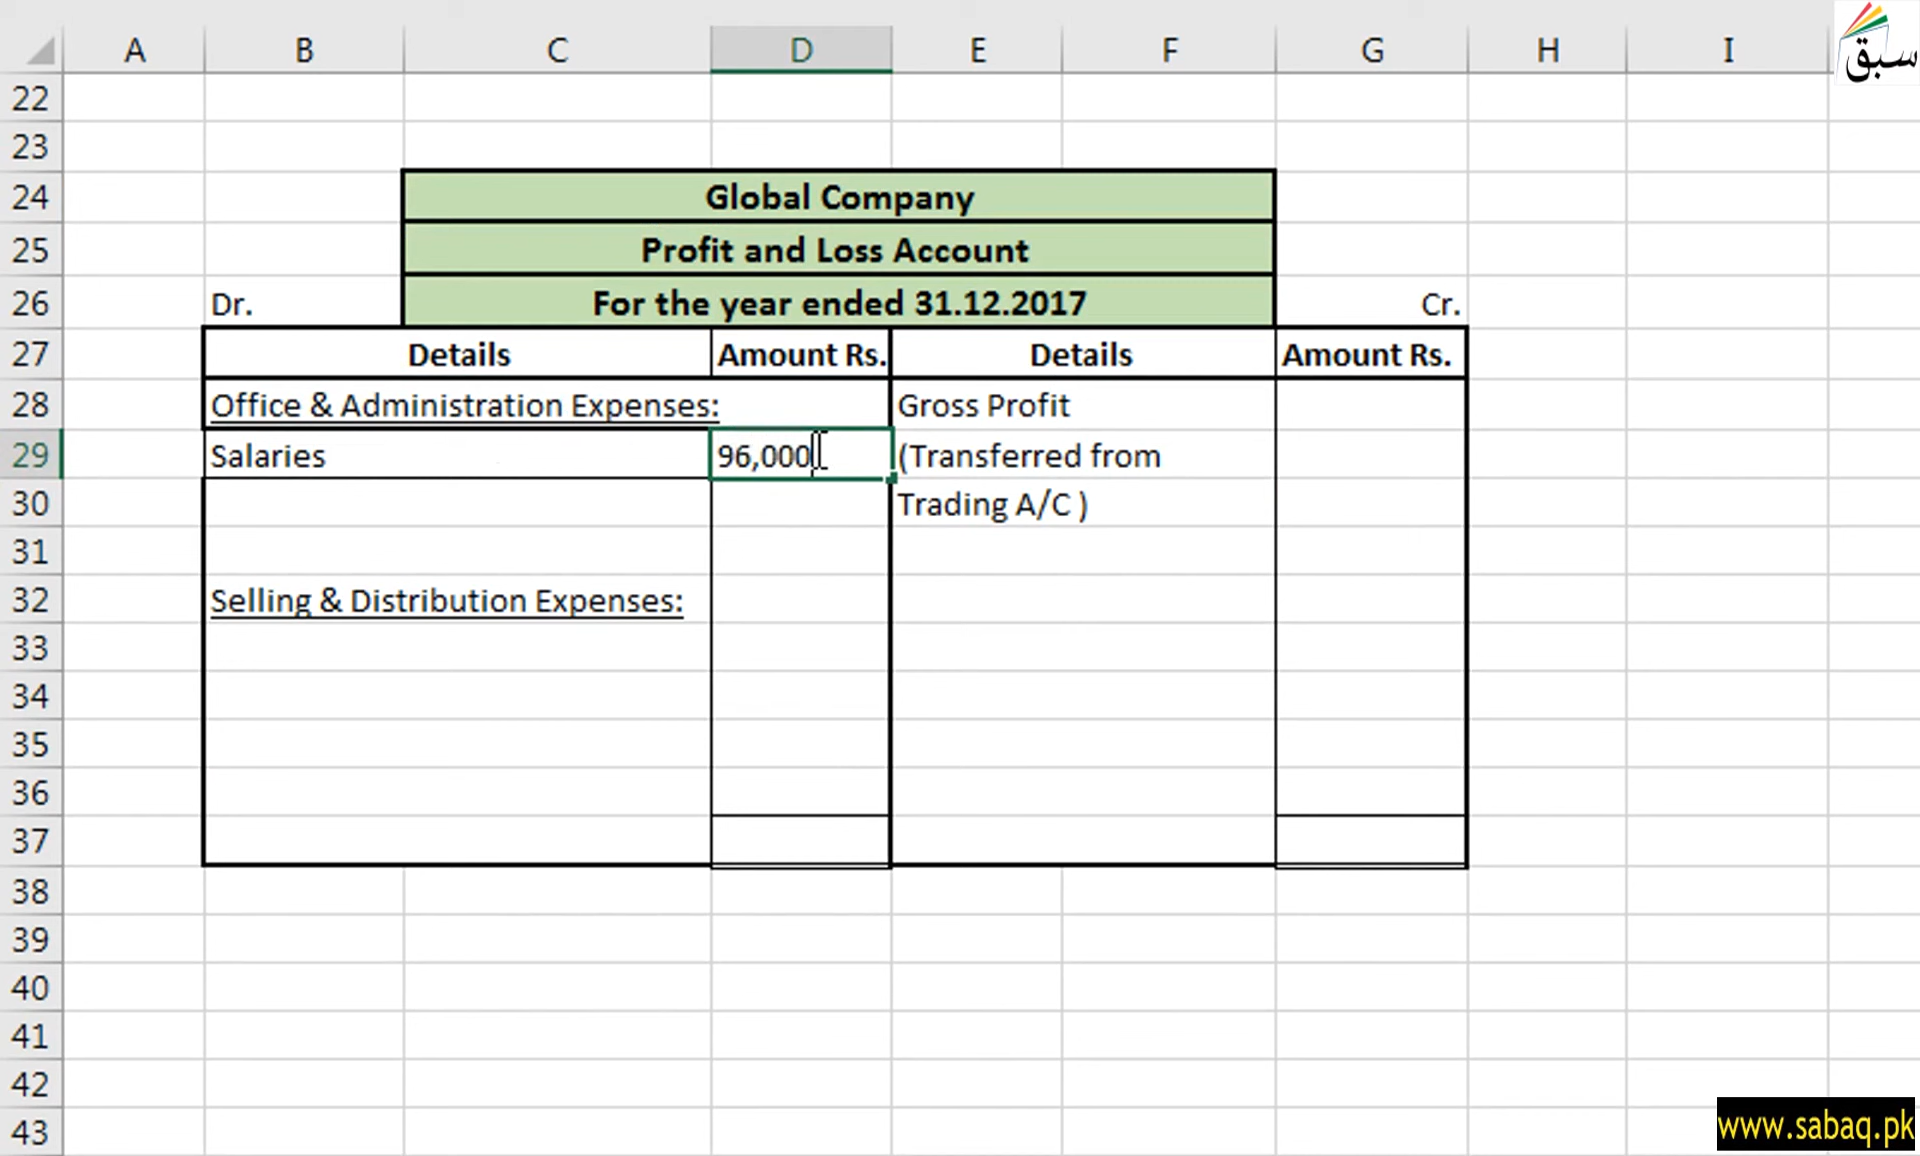 A B C D E F G H I
سبق
22
23
24 Global Company
25 Profit and Loss Account
26 Dr. For the year ended 31.12.2017 Cr.
27 Details Amount Rs. Details Amount Rs.
28 Office & Administration Expenses: Gross Profit
29 Salaries 96,000 (Transferred from
30 Trading A/C )
31
32 Selling & Distribution Expenses:
33
34
35
36
37
38
39
40
41
42
43
www.sabaq.pk